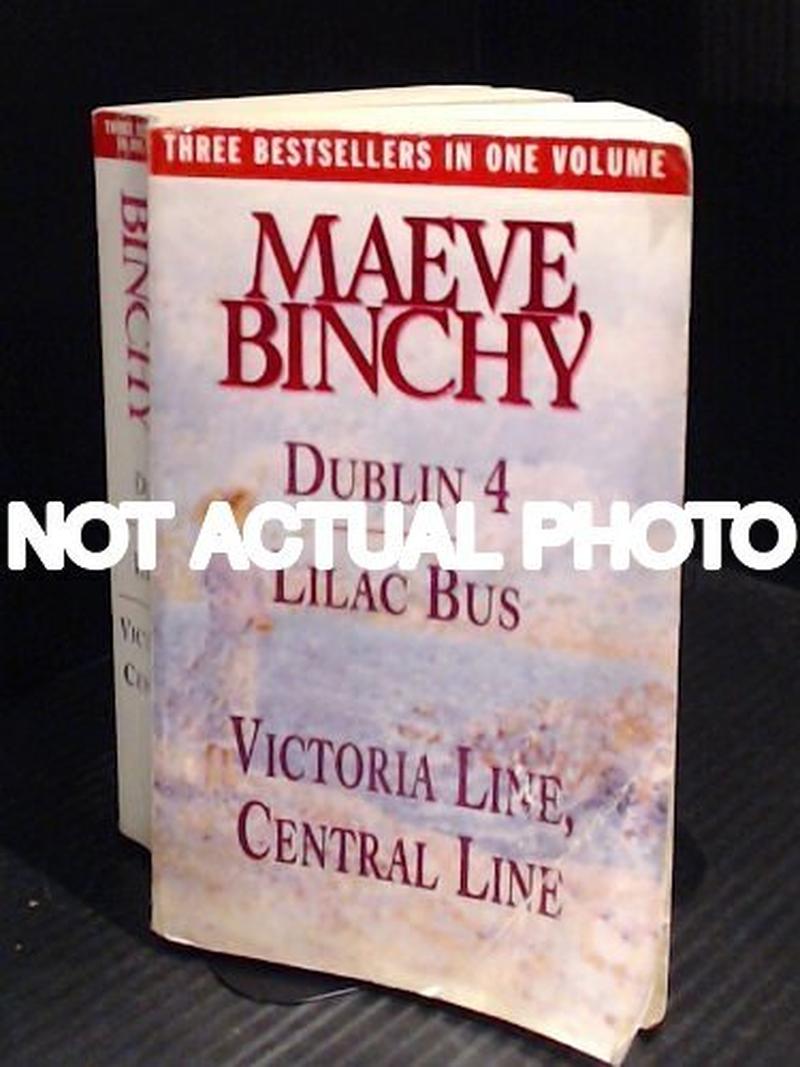 THREE BESTSELLERS IN ONE VOLUME
MAEVE
BINCHY
DUBLIN 4
NOT ACTUAL PHOTO
LILAC BUS
VICTORIA LINE,
CENTRAL LINE
BINCHY